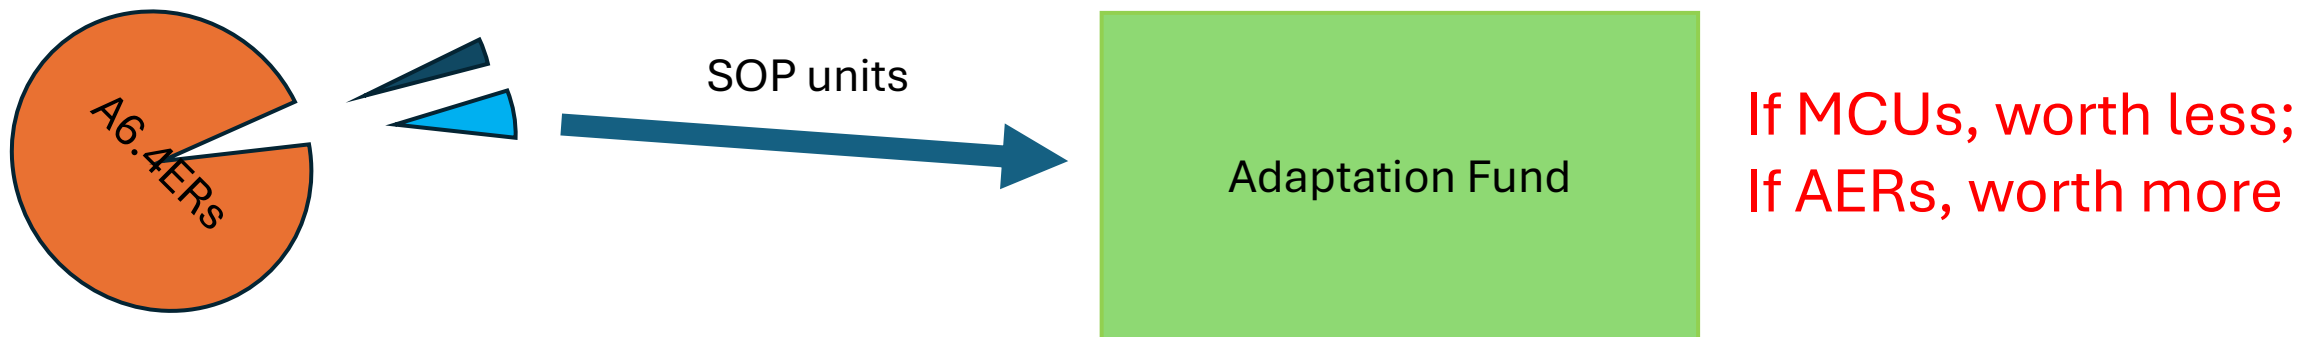 A6.4ERs
SOP units
Adaptation Fund
If MCUs, worth less;
If AERs, worth more